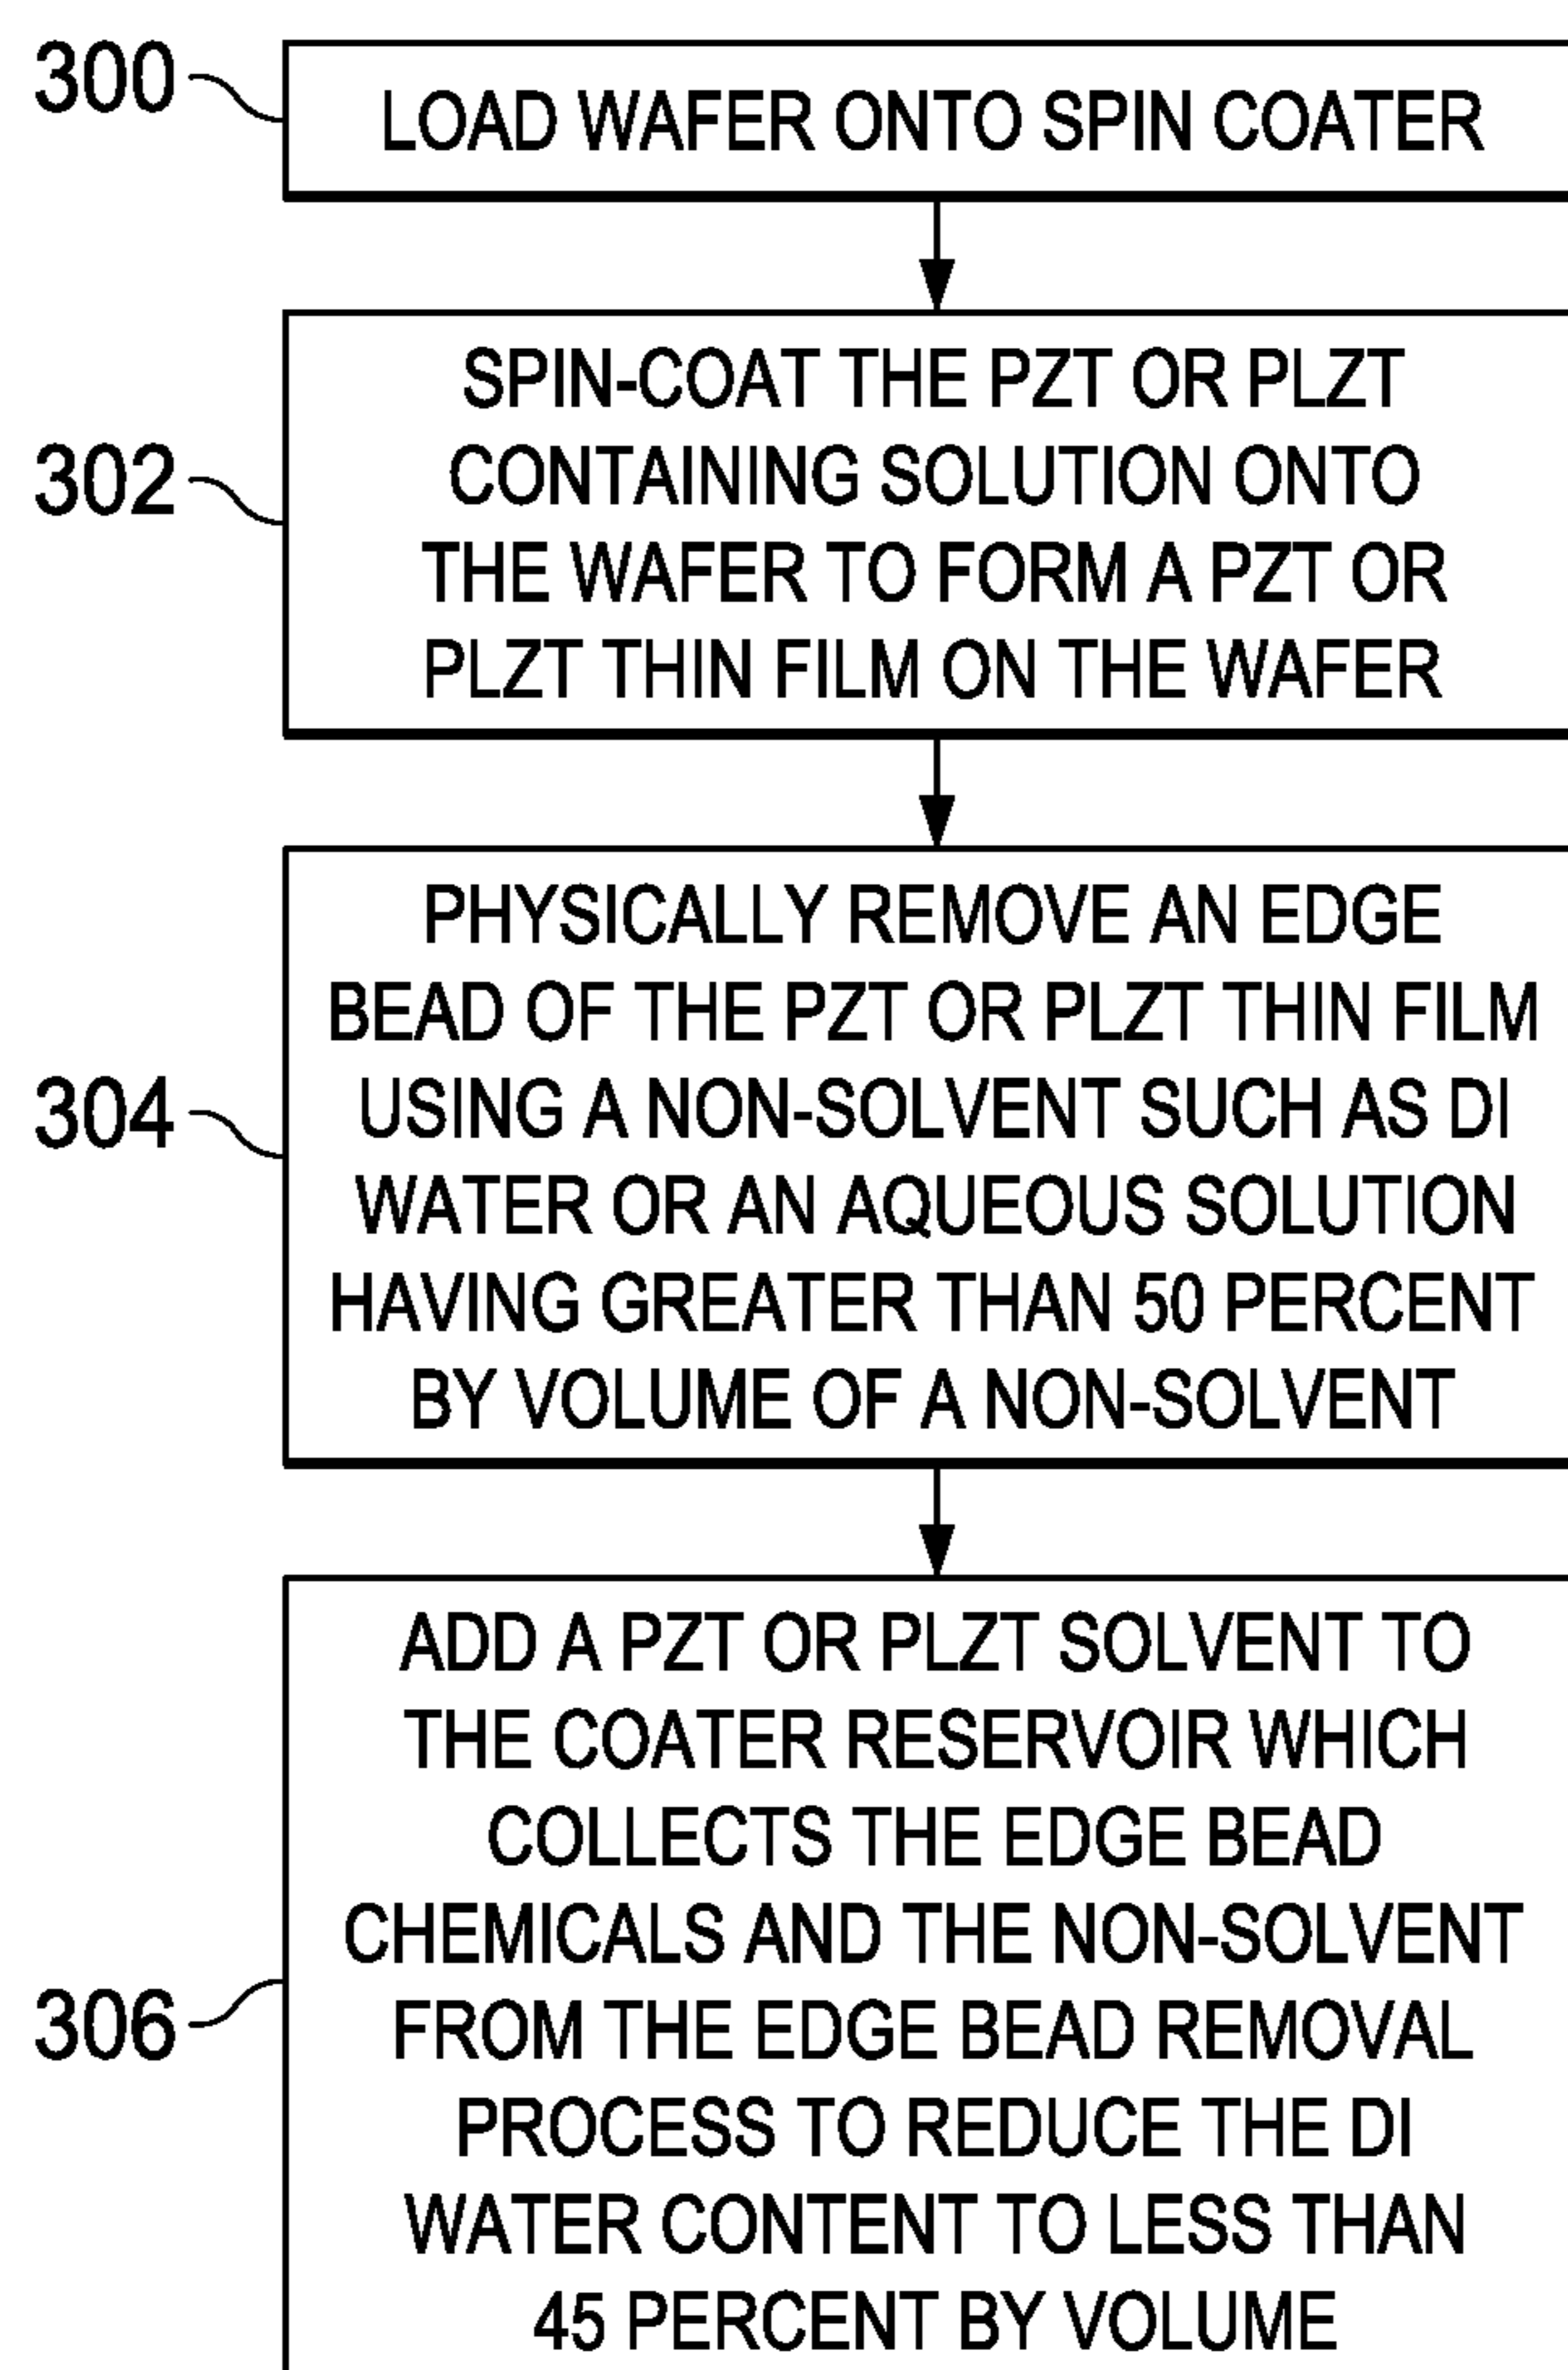 300
LOAD WAFER ONTO SPIN COATER
302
SPIN-COAT THE PZT OR PLZT
CONTAINING SOLUTION ONTO
THE WAFER TO FORM A PZT OR
PLZT THIN FILM ON THE WAFER
304
PHYSICALLY REMOVE AN EDGE
BEAD OF THE PZT OR PLZT THIN FILM
USING A NON-SOLVENT SUCH AS DI
WATER OR AN AQUEOUS SOLUTION
HAVING GREATER THAN 50 PERCENT
BY VOLUME OF A NON-SOLVENT
306
ADD A PZT OR PLZT SOLVENT TO
THE COATER RESERVOIR WHICH
COLLECTS THE EDGE BEAD
CHEMICALS AND THE NON-SOLVENT
FROM THE EDGE BEAD REMOVAL
PROCESS TO REDUCE THE DI
WATER CONTENT TO LESS THAN
45 PERCENT BY VOLUME